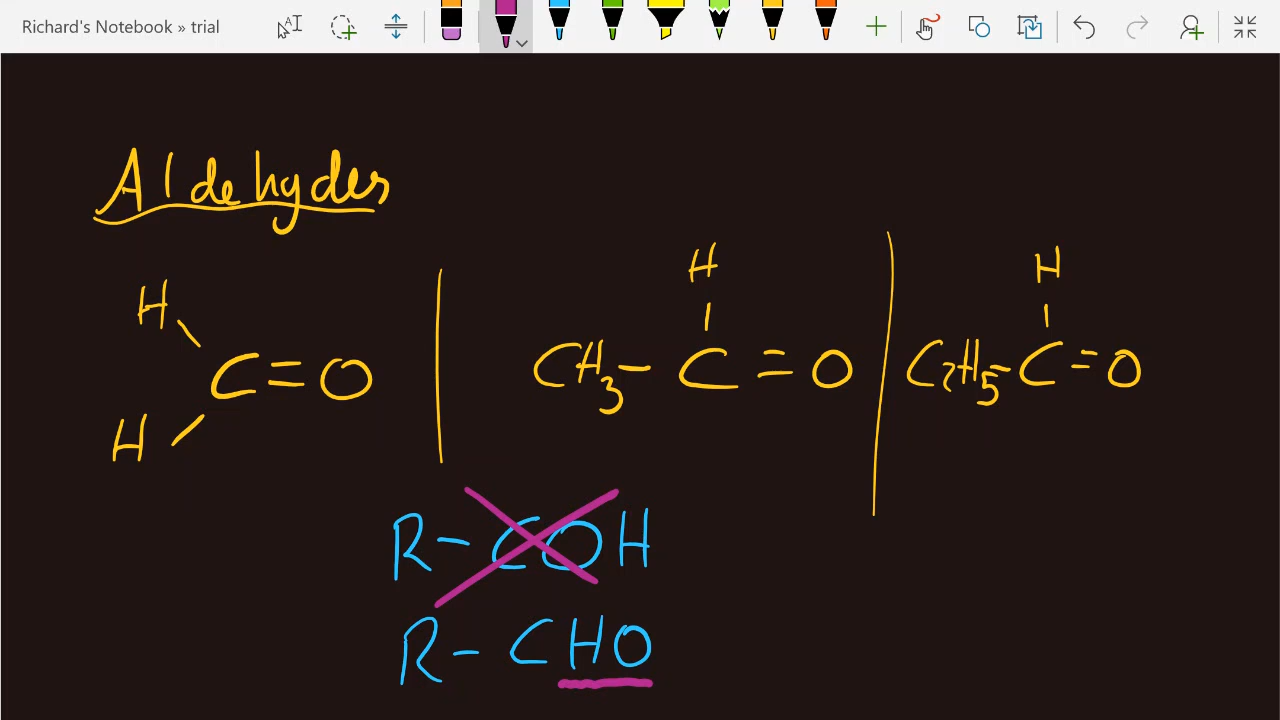 Richard's Notebook » trial
Aldehydes
H
H
C=O
H
CH₃-C=O
H
C₂H₅-C=O
R-COH
R-CHO